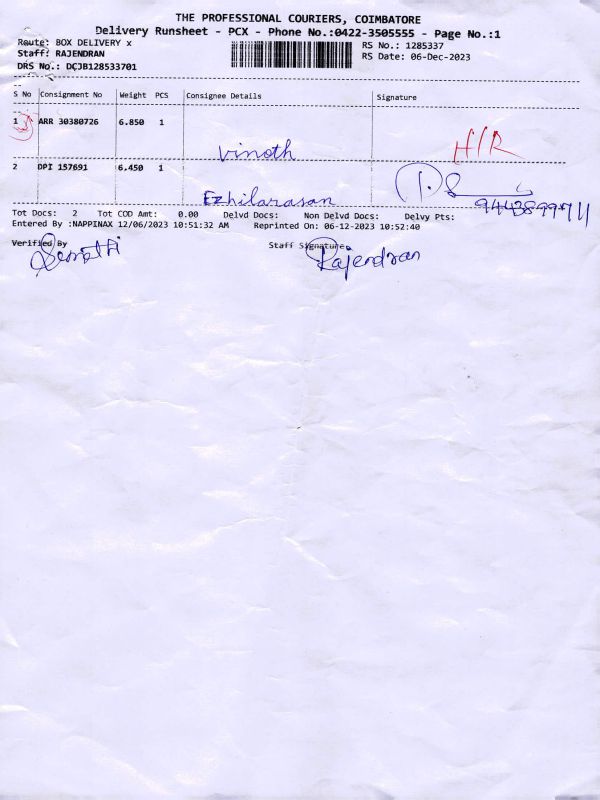 THE PROFESSIONAL COURIERS, COIMBATORE
Delivery Runsheet - PCX - Phone No.:0422-3505555 - Page No.:1
Route: BOX DELIVERY x RS No.: 1285337
Staff: RAJENDRAN RS Date: 06-Dec-2023
DRS No.: DCJB128533701
S No Consignment No Weight PCS Consignee Details Signature
1 ARR 30380726 6.850 1
Vinoth H/R
2 DPI 157691 6.450 1
Ezhilarasan
Tot Docs: 2 Tot COD Amt: 0.00 Delvd Docs: Non Delvd Docs: Delvy Pts:
Entered By :NAPPINAX 12/06/2023 10:51:32 AM Reprinted On: 06-12-2023 10:52:40
Verified By Staff Signature:
Rajendran